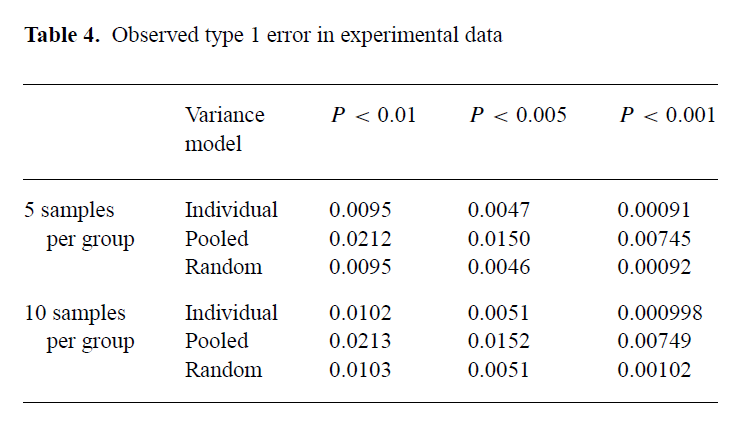 Table 4. Observed type 1 error in experimental data
Variance model P < 0.01 P < 0.005 P < 0.001
5 samples per group Individual 0.0095 0.0047 0.00091
Pooled 0.0212 0.0150 0.00745
Random 0.0095 0.0046 0.00092
10 samples per group Individual 0.0102 0.0051 0.000998
Pooled 0.0213 0.0152 0.00749
Random 0.0103 0.0051 0.00102